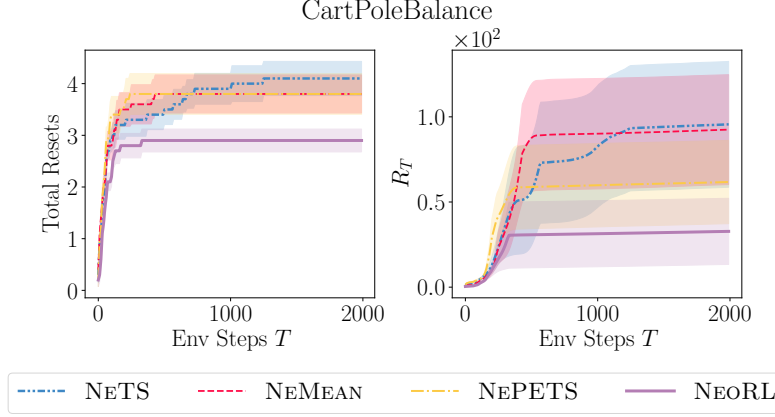 CartPoleBalance
×10²
Total Resets
4
3
2
1
0
0 1000 2000
Env Steps T
R_T
1.0
0.5
0.0
0 1000 2000
Env Steps T
NETS NEMEAN NEPETS NEORL